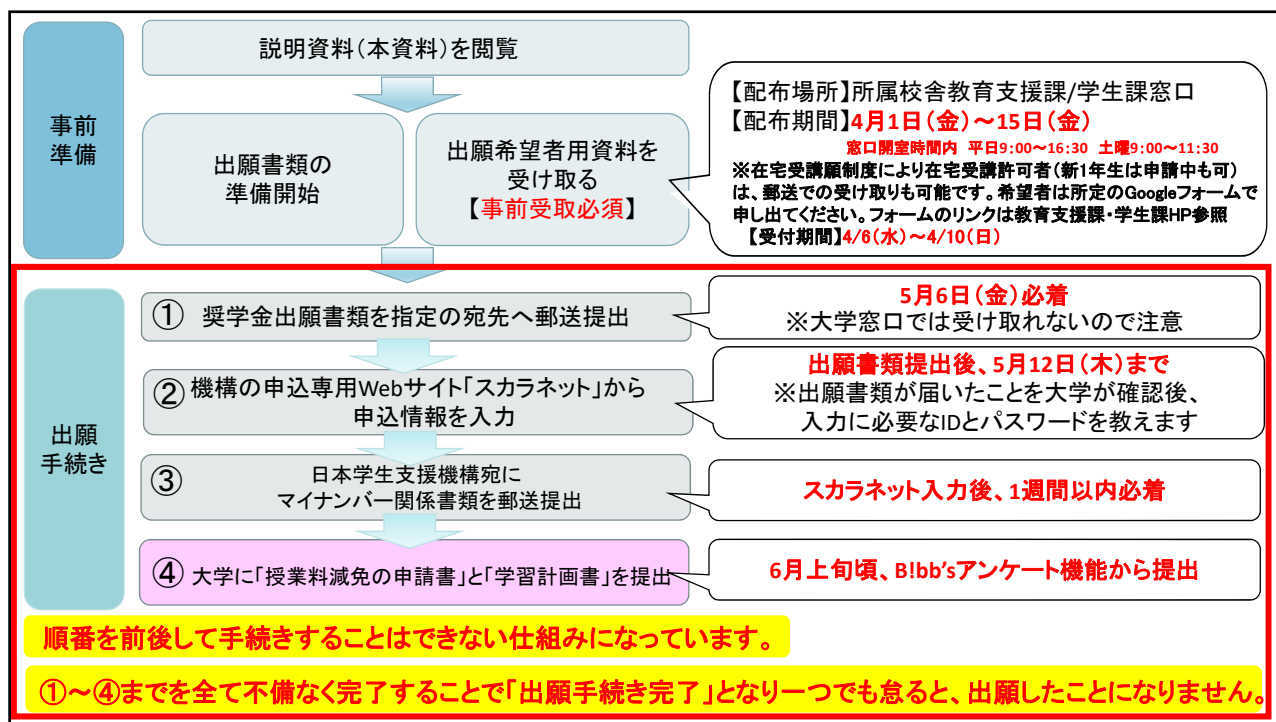 事前
準備
説明資料(本資料)を閲覧
出願書類の
準備開始
出願希望者用資料を
受け取る
【事前受取必須】
【配布場所】所属校舎教育支援課/学生課窓口
【配布期間】4月1日(金)~15日(金)
窓口開室時間内 平日9:00~16:30 土曜9:00~11:30
※在宅受講願制度により在宅受講許可者(新1年生は申請中も可)
は、郵送での受け取りも可能です。希望者は所定のGoogleフォームで
申し出てください。フォームのリンクは教育支援課・学生課HP参照
【受付期間】4/6(水)~4/10(日)
出願
手続き
① 奨学金出願書類を指定の宛先へ郵送提出
5月6日(金)必着
※大学窓口では受け取れないので注意
② 機構の申込専用Webサイト「スカラネット」から
申込情報を入力
出願書類提出後、5月12日(木)まで
※出願書類が届いたことを大学が確認後、
入力に必要なIDとパスワードを教えます
③ 日本学生支援機構宛に
マイナンバー関係書類を郵送提出
スカラネット入力後、1週間以内必着
④ 大学に「授業料減免の申請書」と「学習計画書」を提出
6月上旬頃、B!bb'sアンケート機能から提出
順番を前後して手続きすることはできない仕組みになっています。
①~④までを全て不備なく完了することで「出願手続き完了」となり一つでも怠ると、出願したことになりません。